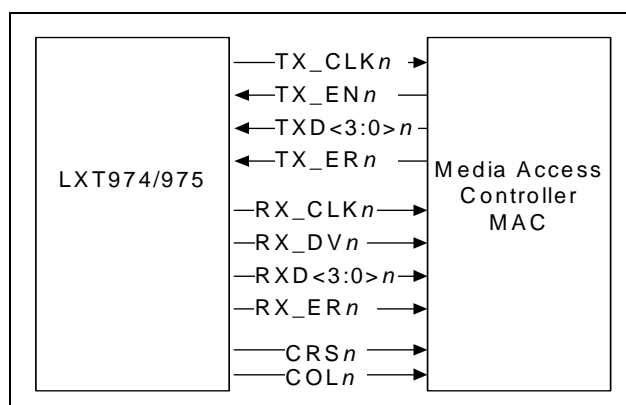 TX_CLKn
TX_ENn
TXD<3:0>n
TX_ERn
LXT974/975
Media Access
Controller
MAC
RX_CLKn
RX_DVn
RXD<3:0>n
RX_ERn
CRSn
COLn